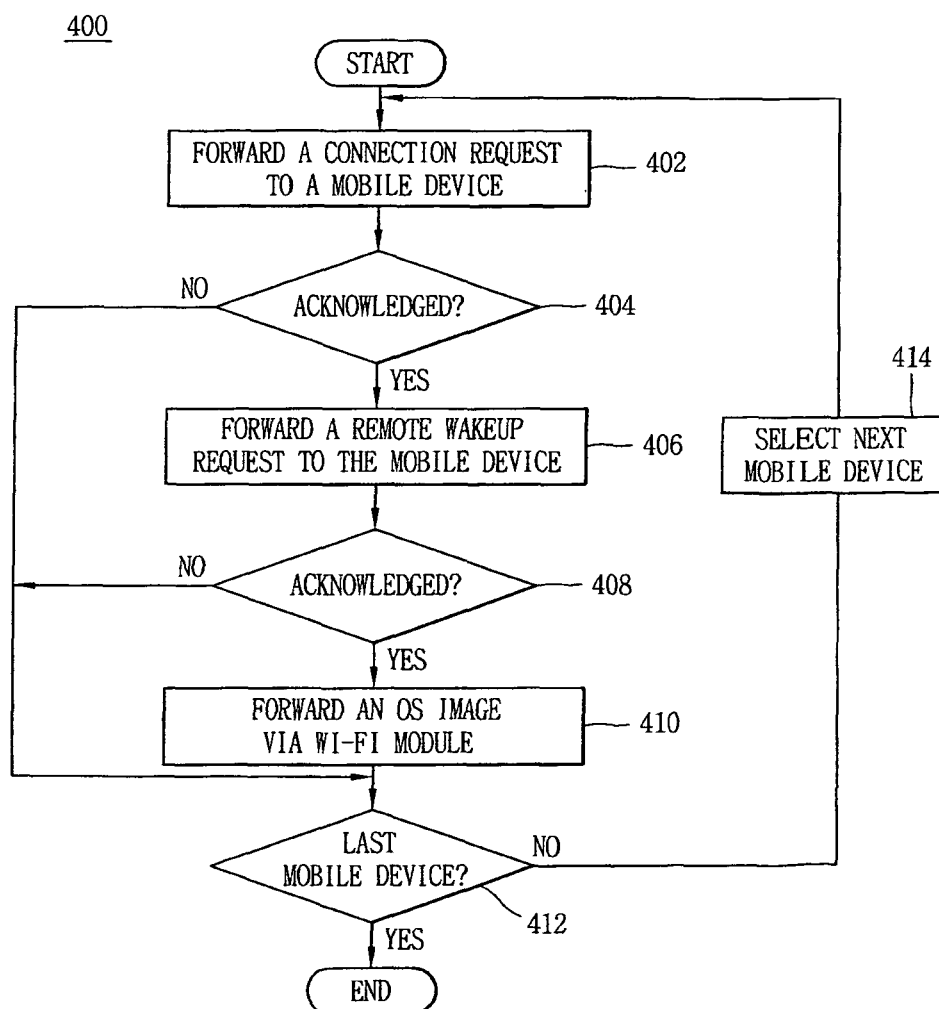 400
START
FORWARD A CONNECTION REQUEST
TO A MOBILE DEVICE
402
ACKNOWLEDGED?
404
NO
YES
FORWARD A REMOTE WAKEUP
REQUEST TO THE MOBILE DEVICE
406
414
SELECT NEXT
MOBILE DEVICE
ACKNOWLEDGED?
408
NO
YES
FORWARD AN OS IMAGE
VIA WI-FI MODULE
410
LAST
MOBILE DEVICE?
NO
412
YES
END